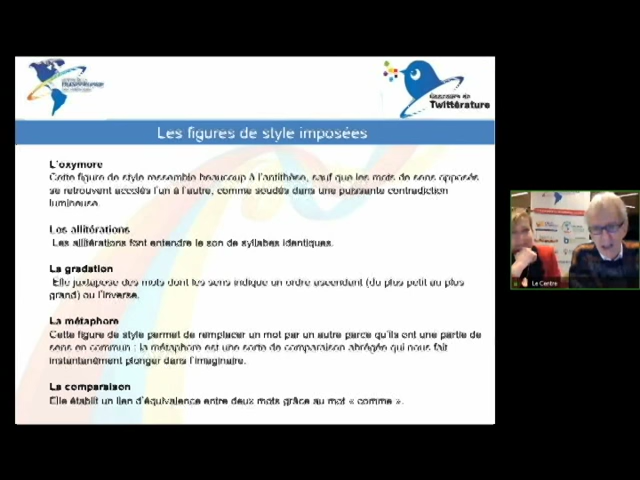 Concours de
Twittérature
Les figures de style imposées
L'oxymore
Cette figure de style ressemble beaucoup à l'antithèse, sauf que les mots de sens opposés
se retrouvent accolés l'un à l'autre, comme soudés dans une puissante contradiction
lumineuse.
Les allitérations
Les allitérations font entendre le son de syllabes identiques.
La gradation
Elle juxtapose des mots dont les sens indique un ordre ascendant (du plus petit au plus
grand) ou l'inverse.
La métaphore
Cette figure de style permet de remplacer un mot par un autre parce qu'ils ont une partie de
sens en commun ; la métaphore est une sorte de comparaison abrégée qui nous fait
instantanément plonger dans l'imaginaire.
La comparaison
Elle établit un lien d'équivalence entre deux mots grâce au mot « comme ».
Le Centre